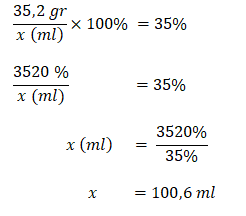 35,2 gr / x (ml) × 100% = 35%
3520 % / x (ml) = 35%
x (ml) = 3520% / 35%
x = 100,6 ml